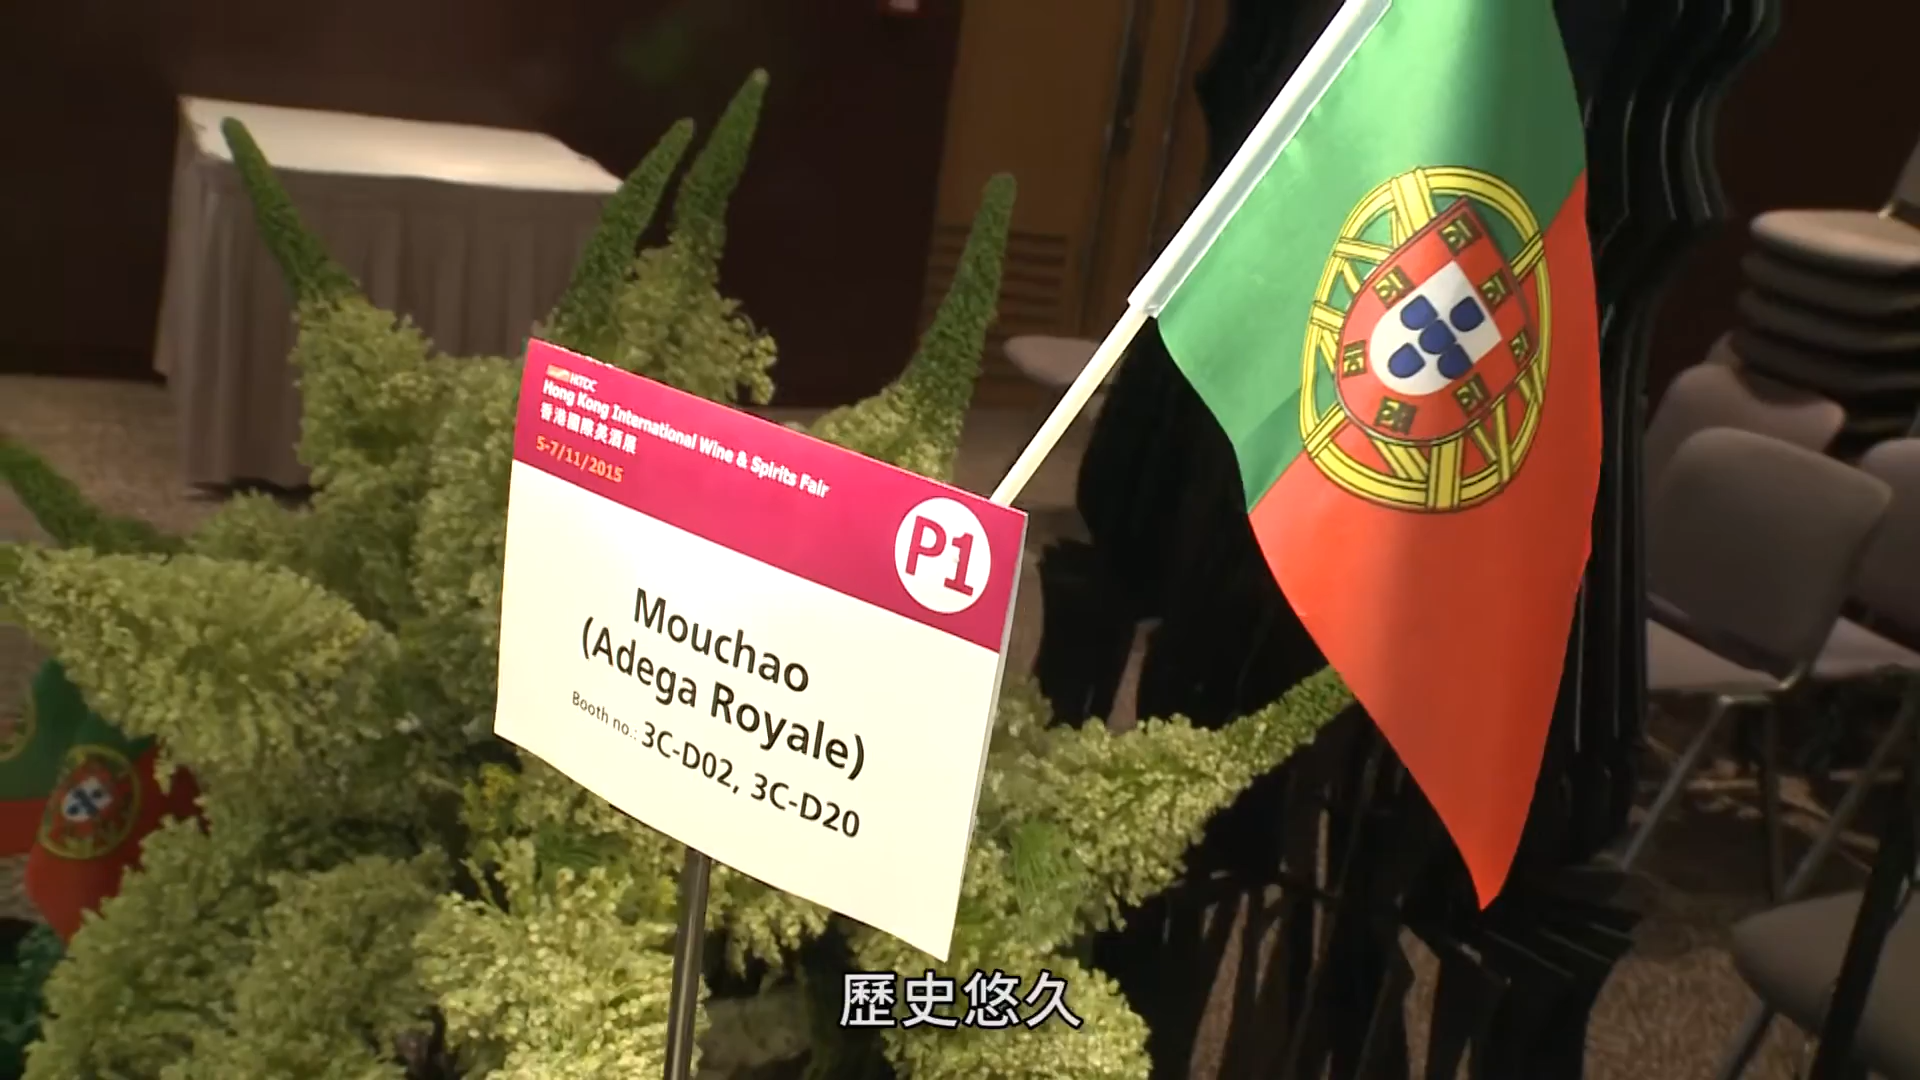 HKTDC
Hong Kong International Wine & Spirits Fair
香港國際美酒展
5-7/11/2015
P1
Mouchao
(Adega Royale)
Booth no.: 3C-D02, 3C-D20
歷史悠久